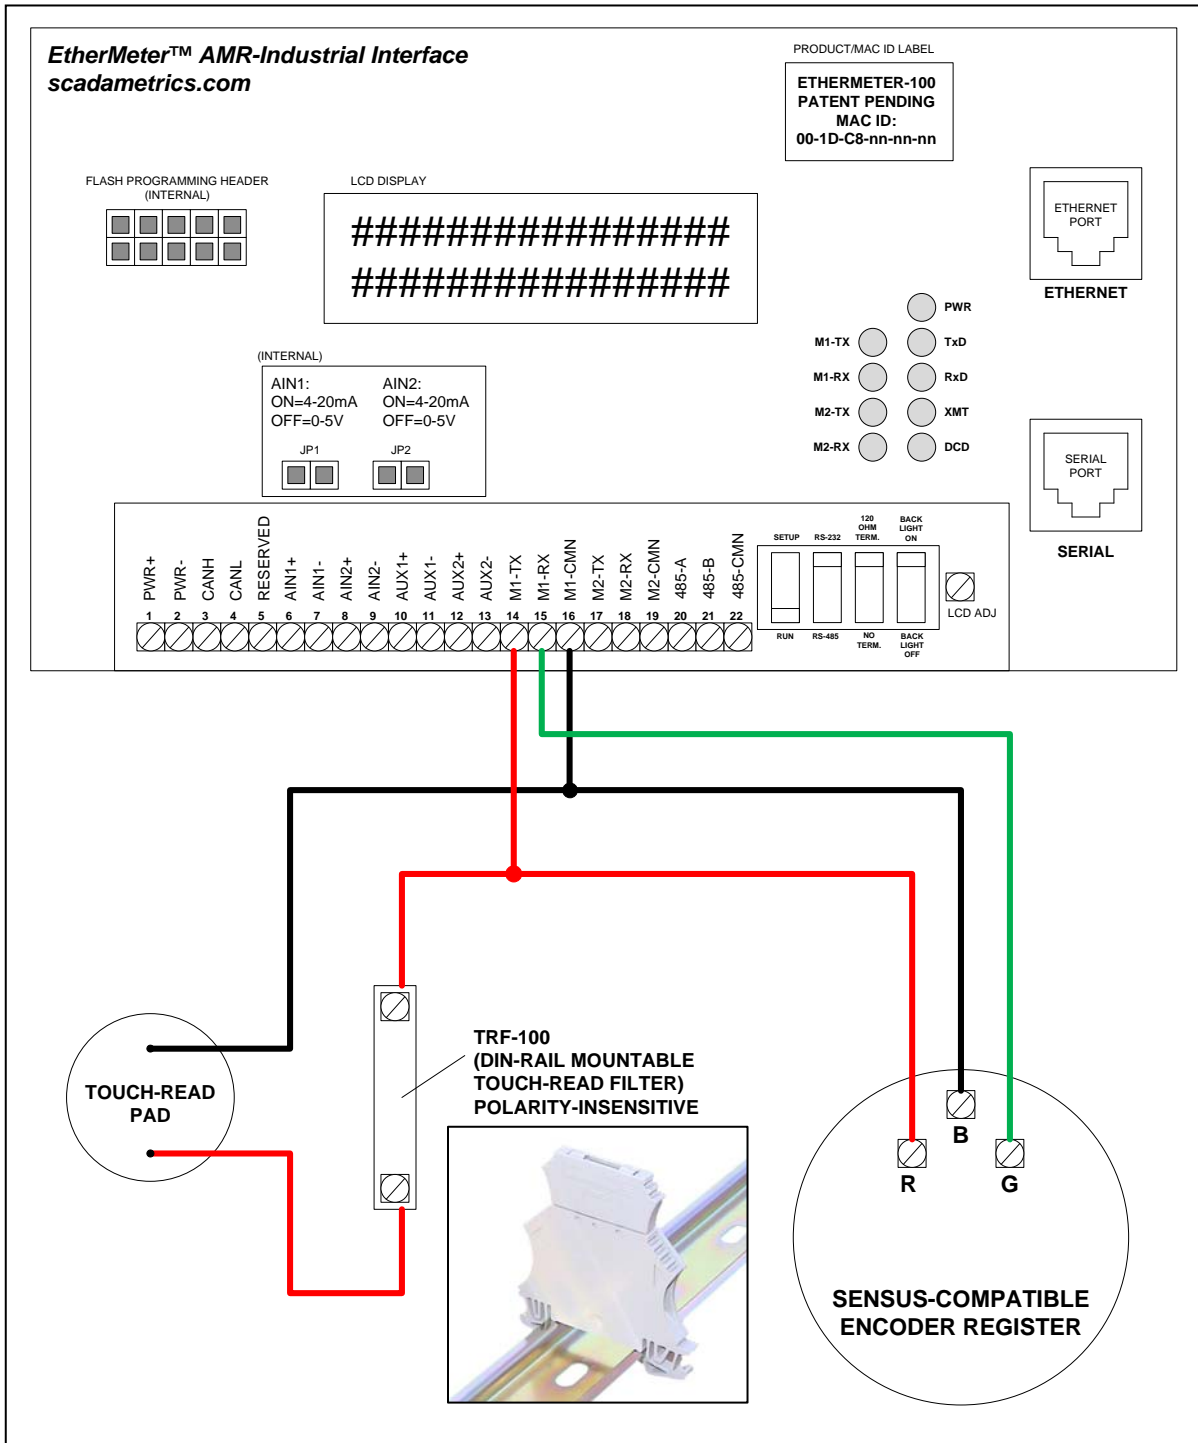 EtherMeter™ AMR-Industrial Interface
scadametrics.com
PRODUCT/MAC ID LABEL
ETHERMETER-100
PATENT PENDING
MAC ID:
00-1D-C8-nn-nn-nn
FLASH PROGRAMMING HEADER
(INTERNAL)
LCD DISPLAY
################
################
ETHERNET
PORT
ETHERNET
PWR
M1-TX
TxD
M1-RX
RxD
M2-TX
XMT
M2-RX
DCD
(INTERNAL)
AIN1:
ON=4-20mA
OFF=0-5V
AIN2:
ON=4-20mA
OFF=0-5V
JP1
JP2
SERIAL
PORT
SERIAL
PWR+
PWR-
CANH
CANL
RESERVED
AIN1+
AIN1-
AIN2+
AIN2-
AUX1+
AUX1-
AUX2+
AUX2-
M1-TX
M1-RX
M1-CMN
M2-TX
M2-RX
M2-CMN
485-A
485-B
485-CMN
1 2 3 4 5 6 7 8 9 10 11 12 13 14 15 16 17 18 19 20 21 22
SETUP
RS-232
120
OHM
TERM.
BACK
LIGHT
ON
RUN
RS-485
NO
TERM.
BACK
LIGHT
OFF
LCD ADJ
TOUCH-READ
PAD
TRF-100
(DIN-RAIL MOUNTABLE
TOUCH-READ FILTER)
POLARITY-INSENSITIVE
B
R
G
SENSUS-COMPATIBLE
ENCODER REGISTER